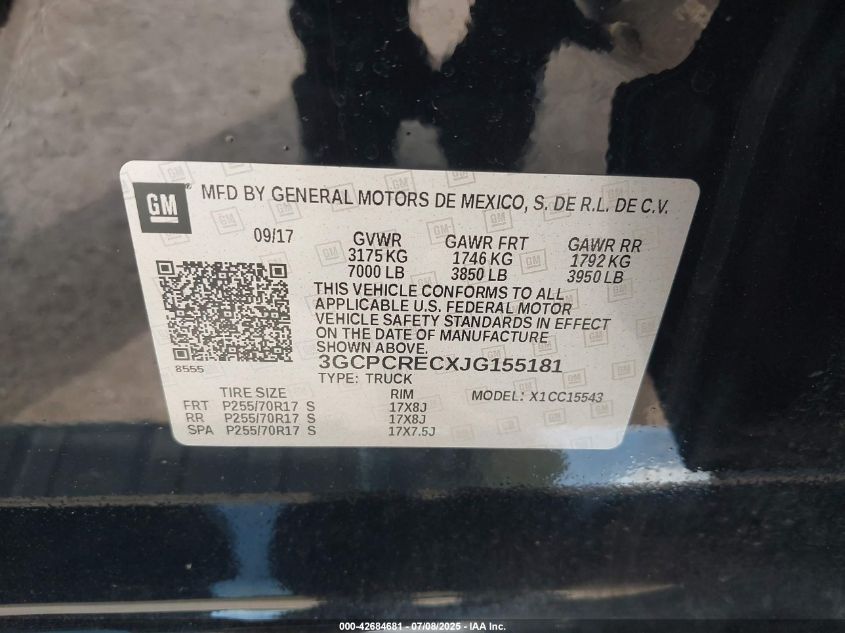 GM MFD BY GENERAL MOTORS DE MEXICO, S. DE R.L. DE C.V.
09/17 GVWR GAWR FRT GAWR RR
3175 KG 1746 KG 1792 KG
7000 LB 3850 LB 3950 LB
THIS VEHICLE CONFORMS TO ALL
APPLICABLE U.S. FEDERAL MOTOR
VEHICLE SAFETY STANDARDS IN EFFECT
ON THE DATE OF MANUFACTURE
SHOWN ABOVE.
8555 3GCPCRECXJG155181
TYPE: TRUCK
TIRE SIZE RIM MODEL: X1CC15543
FRT P255/70R17 S 17X8J
RR P255/70R17 S 17X8J
SPA P255/70R17 S 17X7.5J
000-42684681 - 07/08/2025 - IAA Inc.